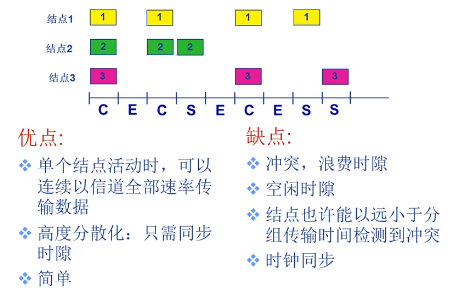 结点1 1 1 1 1
结点2 2 2 2
结点3 3 3 3
C E C S E C E S S
优点:
❖ 单个结点活动时，可以
连续以信道全部速率传
输数据
❖ 高度分散化：只需同步
时隙
❖ 简单
缺点:
❖ 冲突，浪费时隙
❖ 空闲时隙
❖ 结点也许能以远小于分
组传输时间检测到冲突
❖ 时钟同步